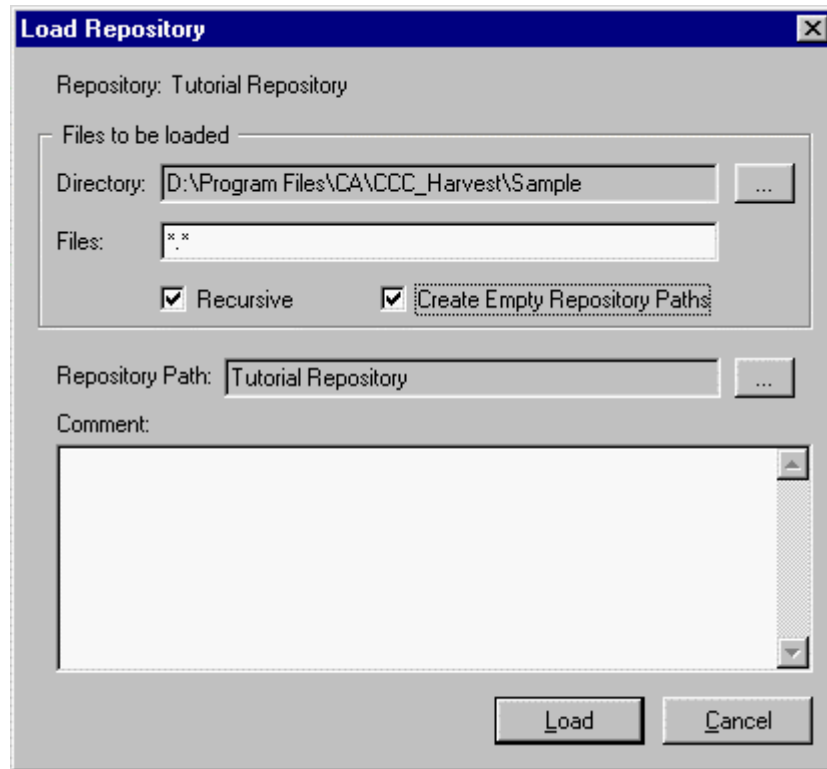 Load Repository
Repository: Tutorial Repository
Files to be loaded
Directory: D:\Program Files\CA\CCC_Harvest\Sample ...
Files: *.*
Recursive Create Empty Repository Paths
Repository Path: Tutorial Repository ...
Comment:
Load Cancel